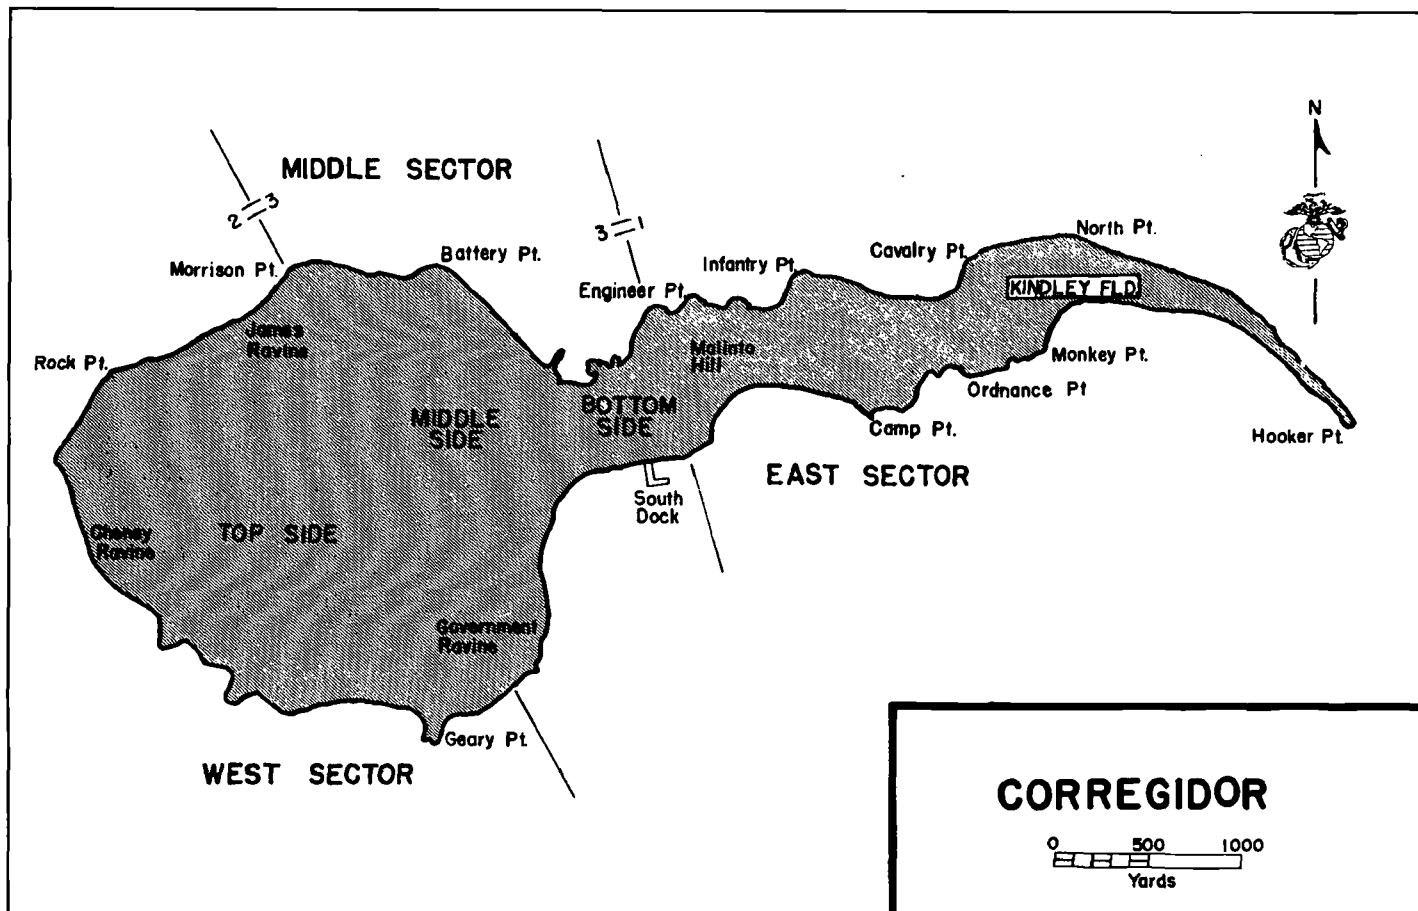 N
MIDDLE SECTOR
2 3
3 1
Morrison Pt.
Battery Pt.
Engineer Pt.
Infantry Pt.
Cavalry Pt.
North Pt.
KINDLEY FLD.
James
Ravine
Malinta
Hill
Rock Pt.
Monkey Pt.
Ordnance Pt
MIDDLE
SIDE
BOTTOM
SIDE
Camp Pt.
Hooker Pt.
EAST SECTOR
South
Dock
Cheney
Ravine
TOP SIDE
Government
Ravine
Geary Pt.
WEST SECTOR
CORREGIDOR
0 500 1000
Yards